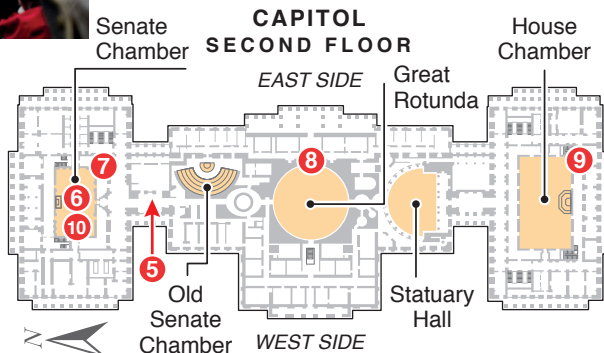 CAPITOL
SECOND FLOOR
EAST SIDE
Senate
Chamber
Great
Rotunda
House
Chamber
7
8
9
6
10
5
Old
Senate
Chamber
Statuary
Hall
WEST SIDE
N